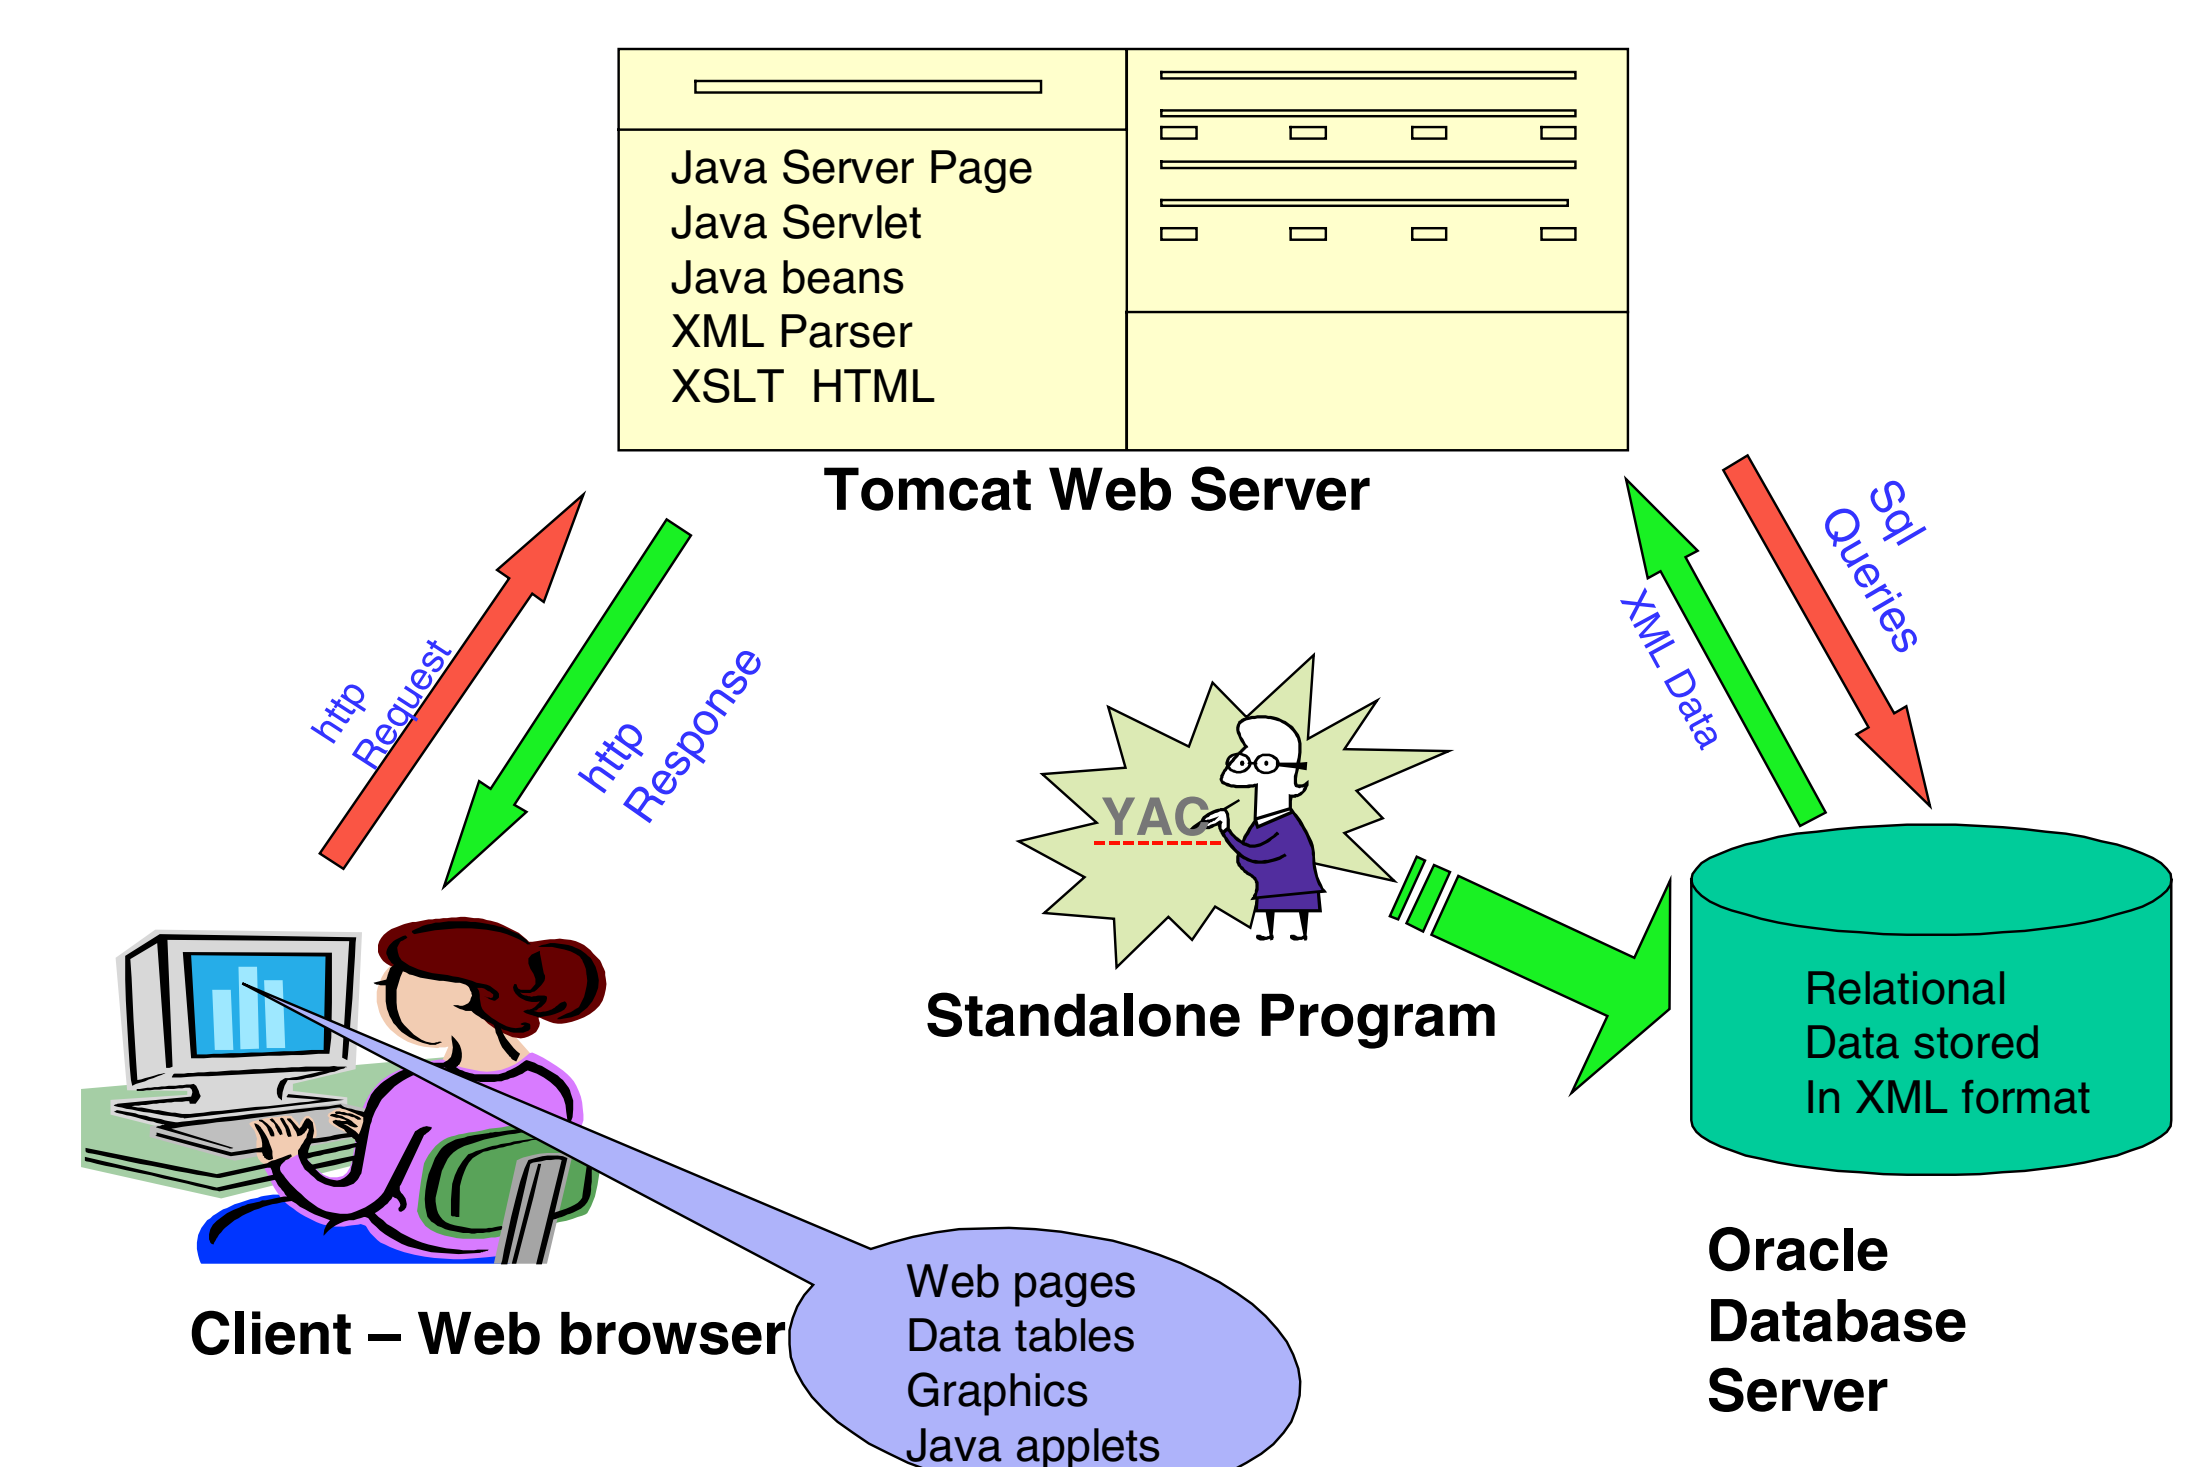 Java Server Page
Java Servlet
Java beans
XML Parser
XSLT HTML
Tomcat Web Server
http
Request
http
Response
XML Data
Sql
Queries
YAC
Standalone Program
Relational
Data stored
In XML format
Oracle
Database
Server
Client – Web browser
Web pages
Data tables
Graphics
Java applets